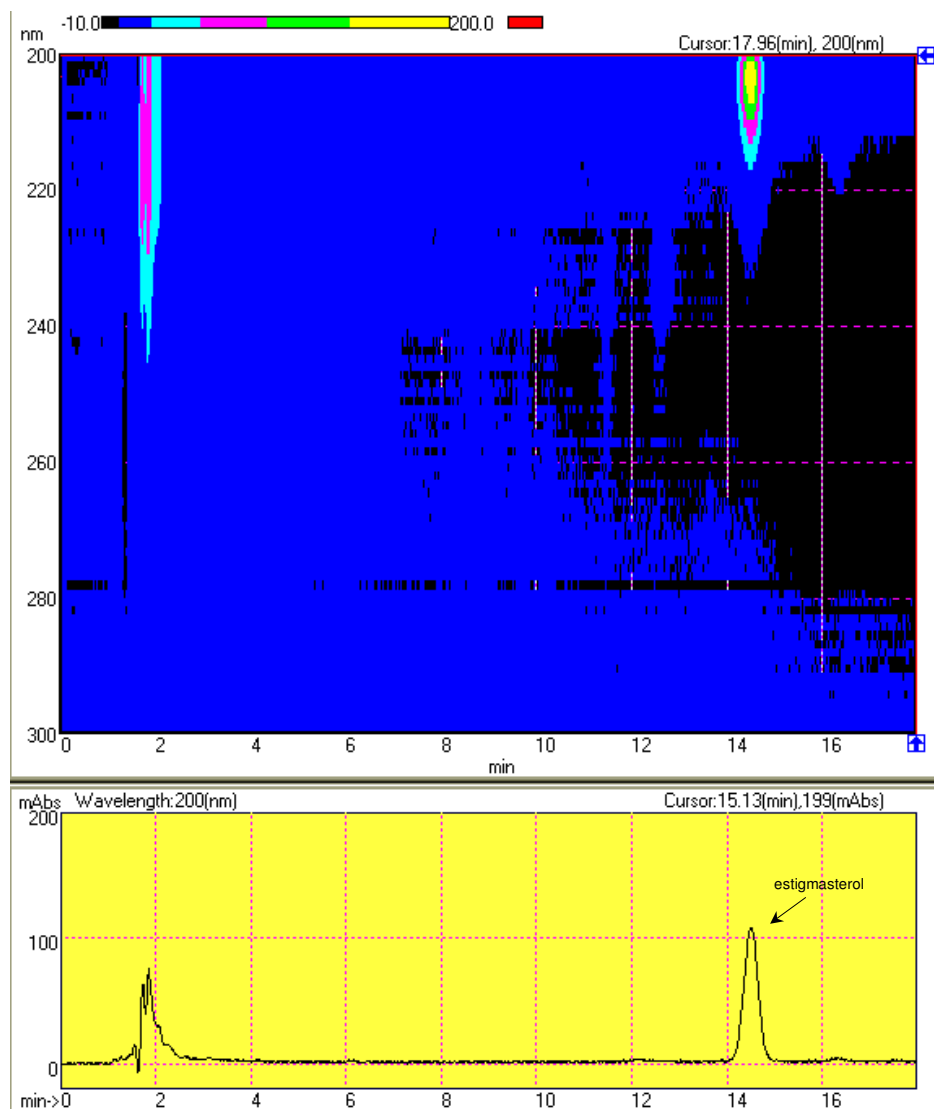 -10.0 200.0
nm
Cursor:17.96(min), 200(nm)
200
220
240
260
280
300
0 2 4 6 8 10 12 14 16
min
mAbs Wavelength:200(nm) Cursor:15.13(min),199(mAbs)
200
estigmasterol
100
0
min->0 2 4 6 8 10 12 14 16